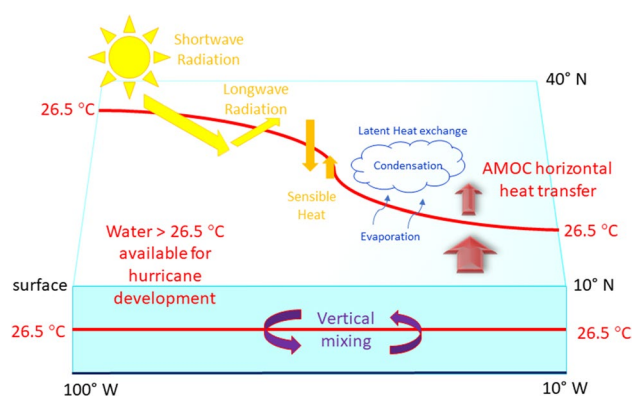 Shortwave
Radiation
Longwave
Radiation
40° N
26.5 °C
Latent Heat exchange
Condensation
AMOC horizontal
heat transfer
Sensible
Heat
Evaporation
26.5 °C
Water > 26.5 °C
available for
hurricane
development
surface
10° N
26.5 °C
Vertical
mixing
26.5 °C
100° W
10° W